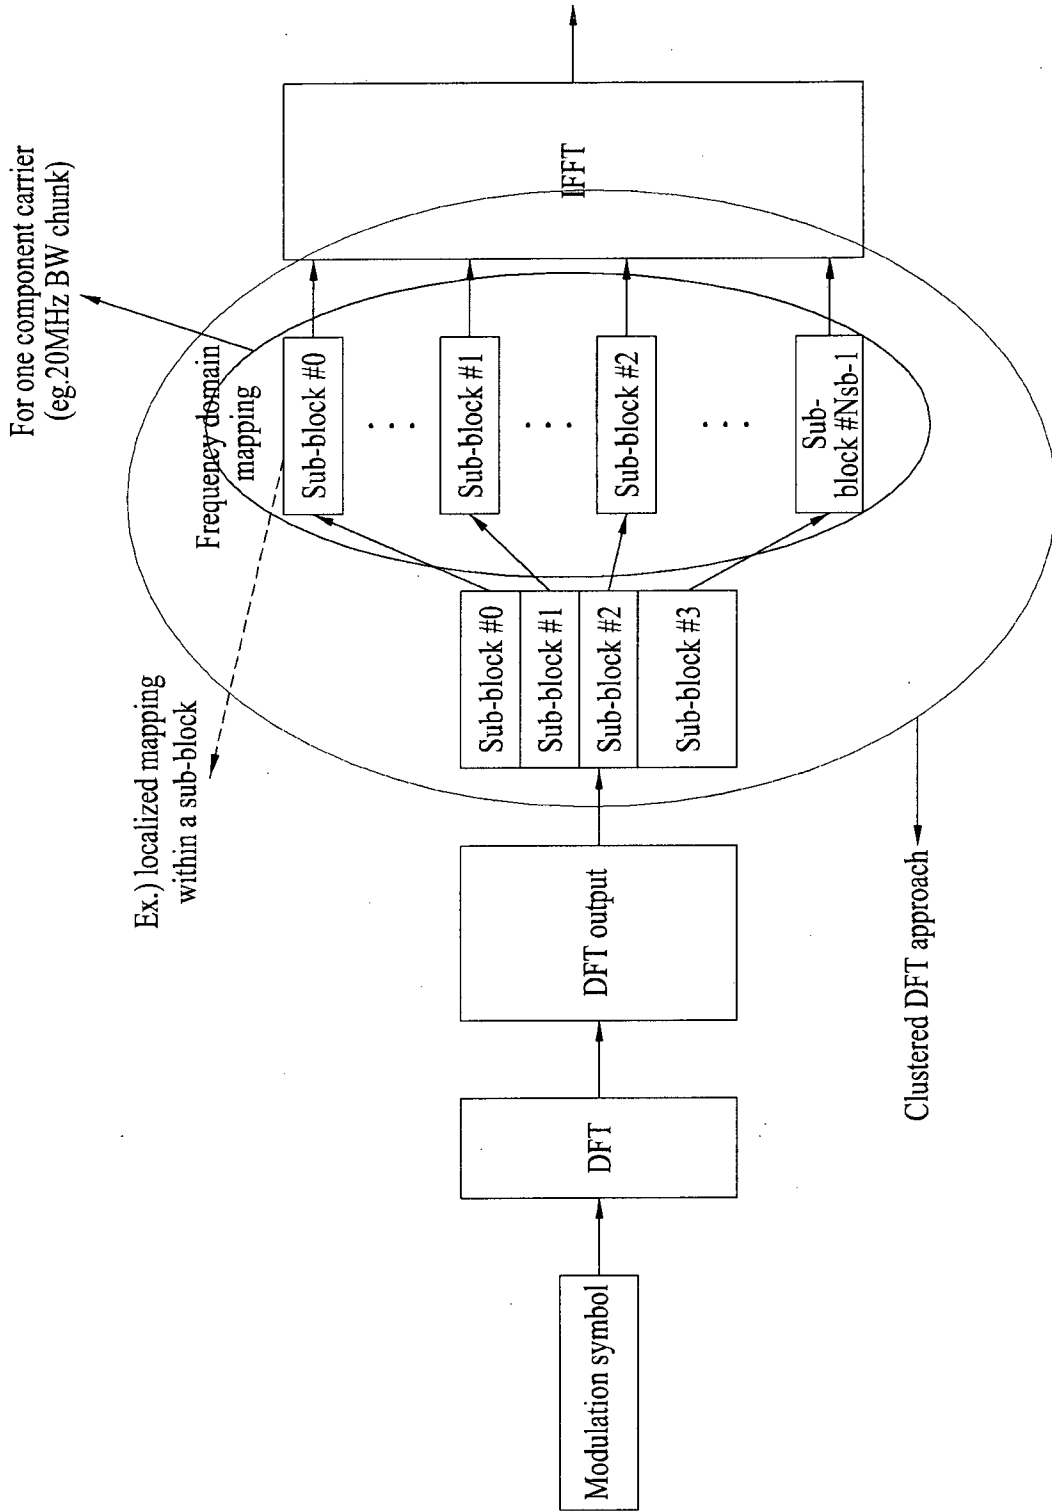 For one component carrier
(eg.20MHz BW chunk)
Frequency domain
mapping
Ex.) localized mapping
within a sub-block
Modulation symbol
DFT
DFT output
Sub-block #0
Sub-block #1
Sub-block #2
Sub-block #3
Sub-block #0
Sub-block #1
Sub-block #2
Sub-
block #Nsb-1
IFFT
Clustered DFT approach